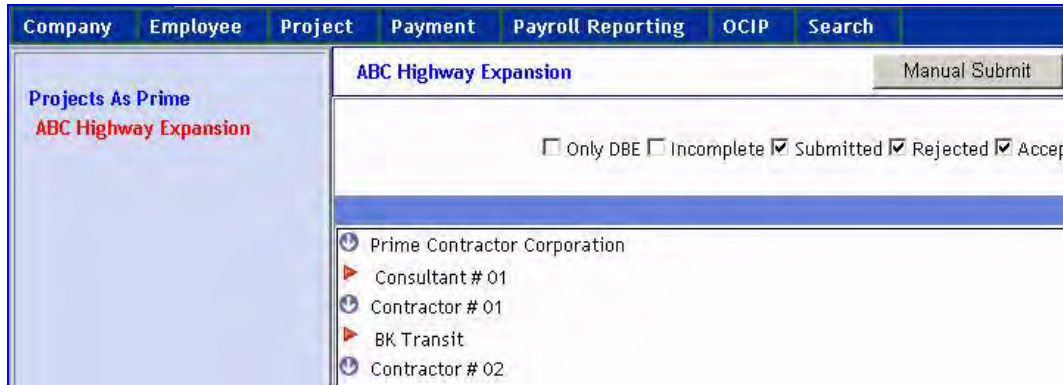 Company Employee Project Payment Payroll Reporting OCIP Search
Projects As Prime
ABC Highway Expansion
ABC Highway Expansion Manual Submit
Only DBE Incomplete Submitted Rejected Accep
Prime Contractor Corporation
Consultant # 01
Contractor # 01
BK Transit
Contractor # 02